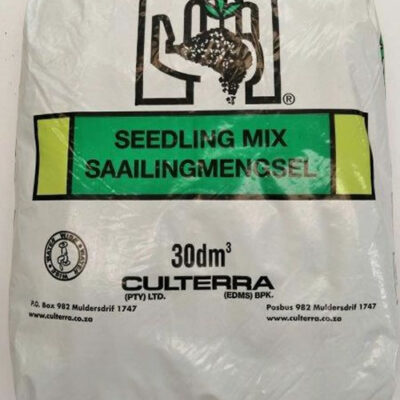 ®
SEEDLING MIX
SAAILINGMENGSEL
30dm³
CULTERRA
(PTY) LTD. (EDMS) BPK.
P.O. Box 982 Muldersdrif 1747
www.culterra.co.za
Posbus 982 Muldersdrif 1747
www.culterra.co.za